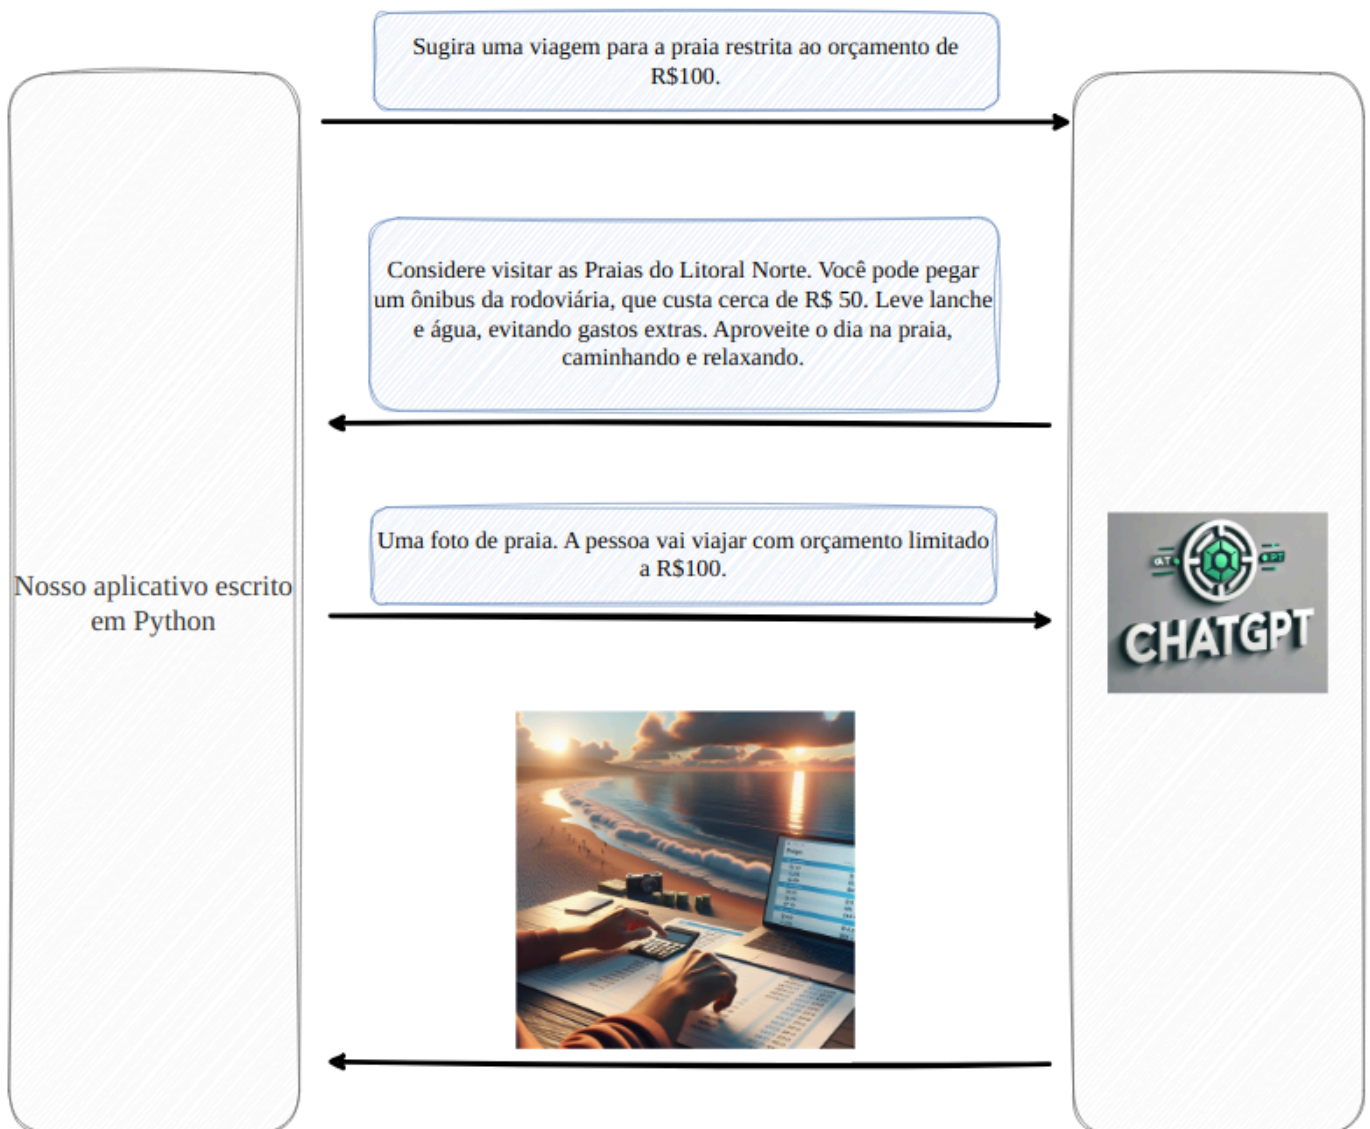 Sugira uma viagem para a praia restrita ao orçamento de
R$100.
Considere visitar as Praias do Litoral Norte. Você pode pegar
um ônibus da rodoviária, que custa cerca de R$ 50. Leve lanche
e água, evitando gastos extras. Aproveite o dia na praia,
caminhando e relaxando.
Uma foto de praia. A pessoa vai viajar com orçamento limitado
a R$100.
Nosso aplicativo escrito
em Python
CHATGPT